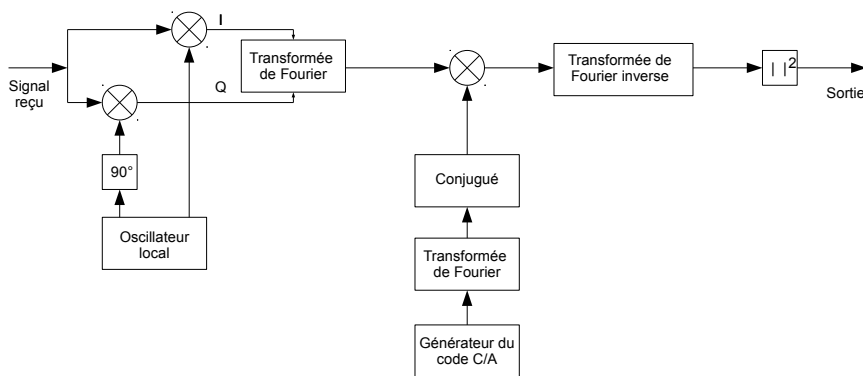 I
Transformée
de Fourier
Signal
reçu
Q
90°
Oscillateur
local
Transformée de
Fourier inverse
| |²
Sortie
Conjugué
Transformée
de Fourier
Générateur du
code C/A